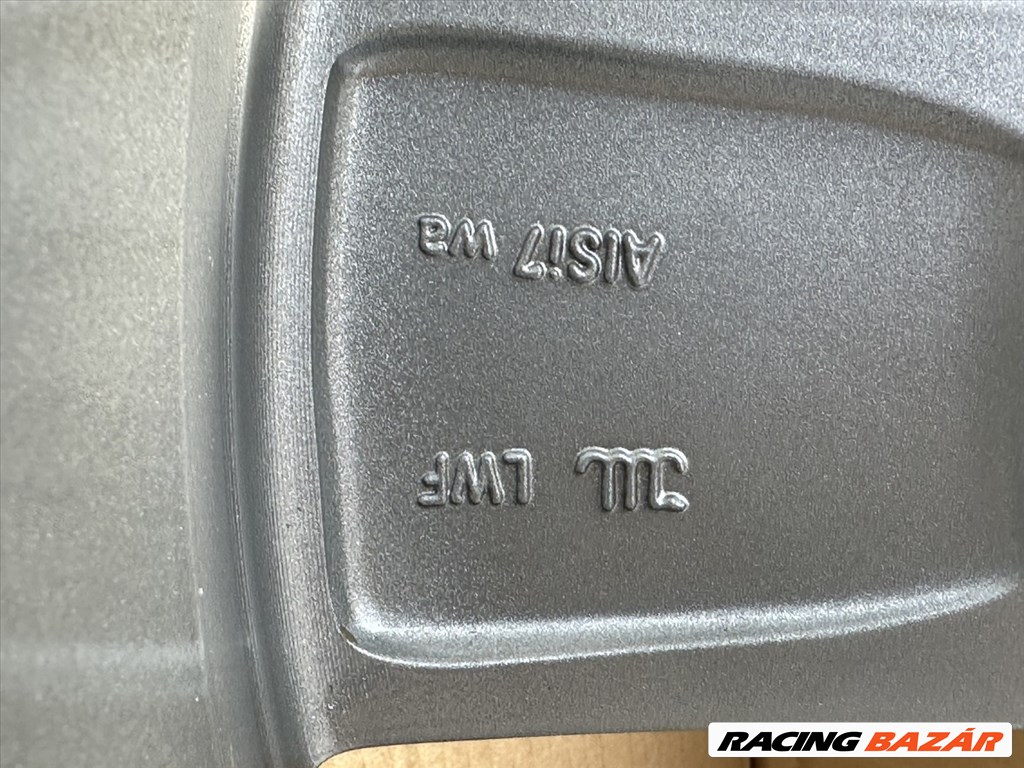 LWF
AlSi7 wa
RACING BAZÁR